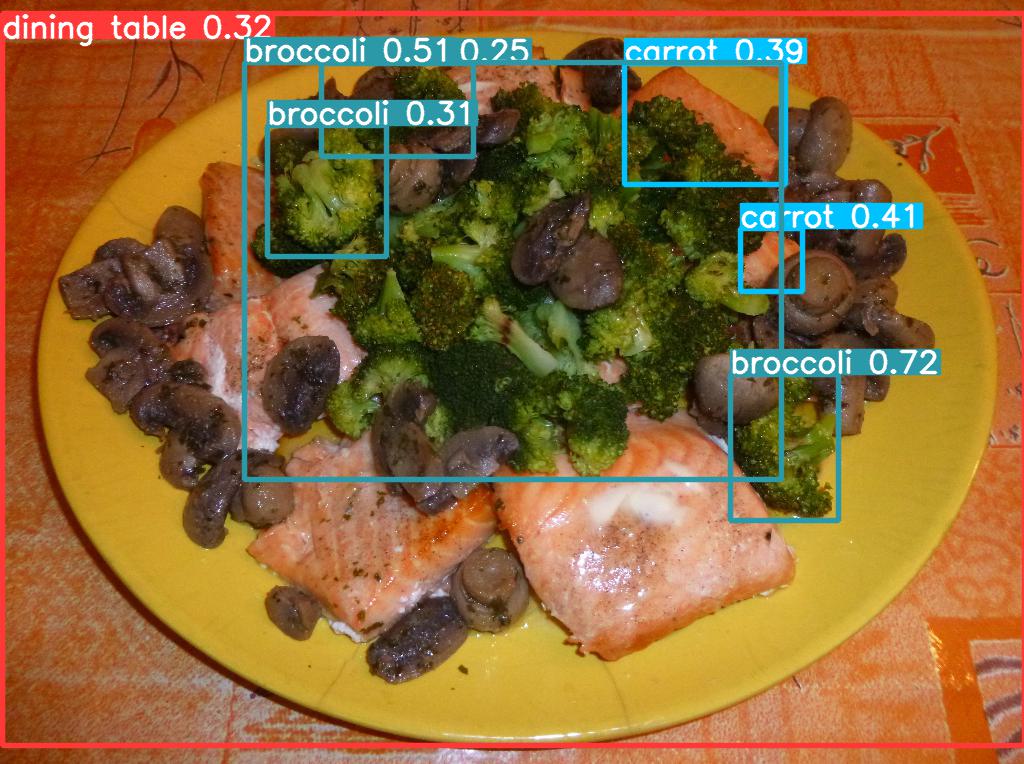 dining table 0.32
broccoli 0.51 0.25
carrot 0.39
broccoli 0.31
carrot 0.41
broccoli 0.72